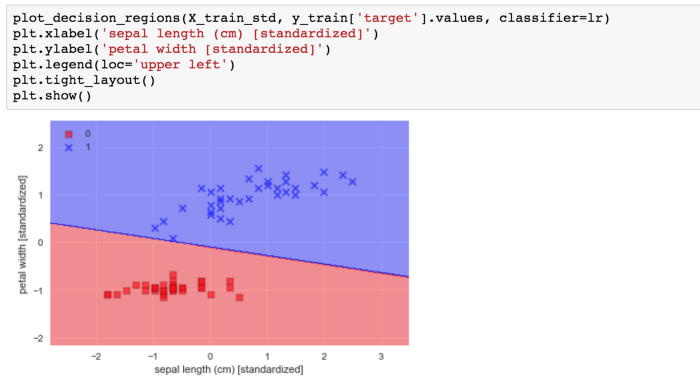 plot_decision_regions(X_train_std, y_train['target'].values, classifier=lr)
plt.xlabel('sepal length (cm) [standardized]')
plt.ylabel('petal width [standardized]')
plt.legend(loc='upper left')
plt.tight_layout()
plt.show()
0
1
2
1
0
−1
−2
petal width [standardized]
−2 −1 0 1 2 3
sepal length (cm) [standardized]